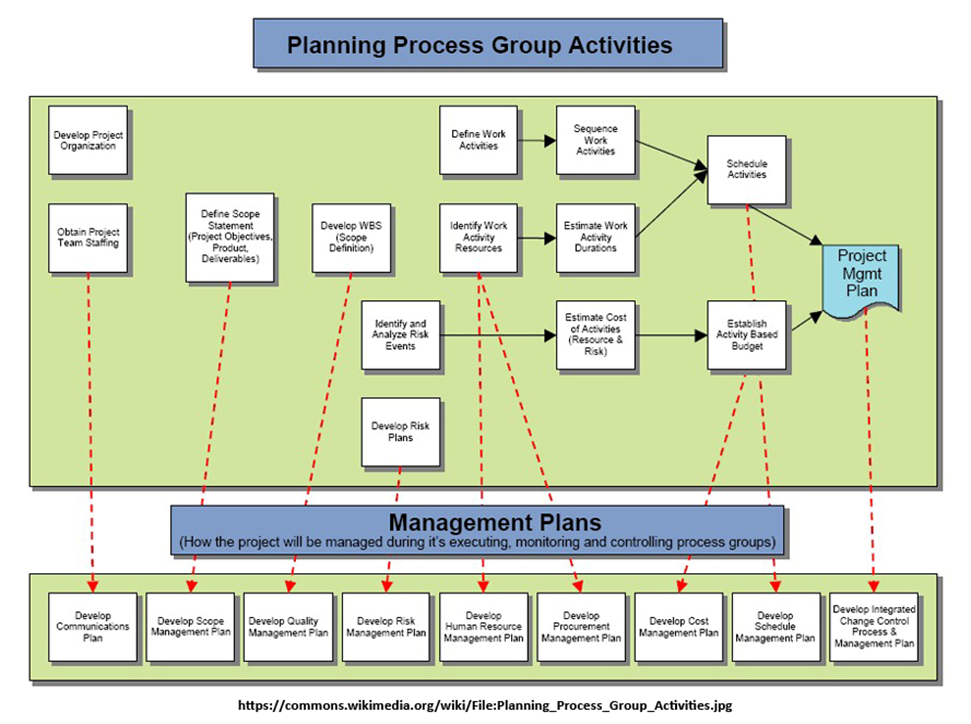 Planning Process Group Activities
Develop Project
Organization
Define Work
Activities
Sequence
Work
Activities
Schedule
Activities
Obtain Project
Team Staffing
Define Scope
Statement
(Project Objectives,
Product,
Deliverables)
Develop WBS
(Scope
Definition)
Identify Work
Activity
Resources
Estimate Work
Activity
Durations
Project
Mgmt
Plan
Identify and
Analyze Risk
Events
Estimate Cost
of Activities
(Resource &
Risk)
Establish
Activity Based
Budget
Develop Risk
Plans
Management Plans
(How the project will be managed during it's executing, monitoring and controlling process groups)
Develop
Communications
Plan
Develop Scope
Management Plan
Develop Quality
Management Plan
Develop Risk
Management Plan
Develop
Human Resource
Management Plan
Develop
Procurement
Management Plan
Develop Cost
Management Plan
Develop
Schedule
Management Plan
Develop Integrated
Change Control
Process &
Management Plan
https://commons.wikimedia.org/wiki/File:Planning_Process_Group_Activities.jpg